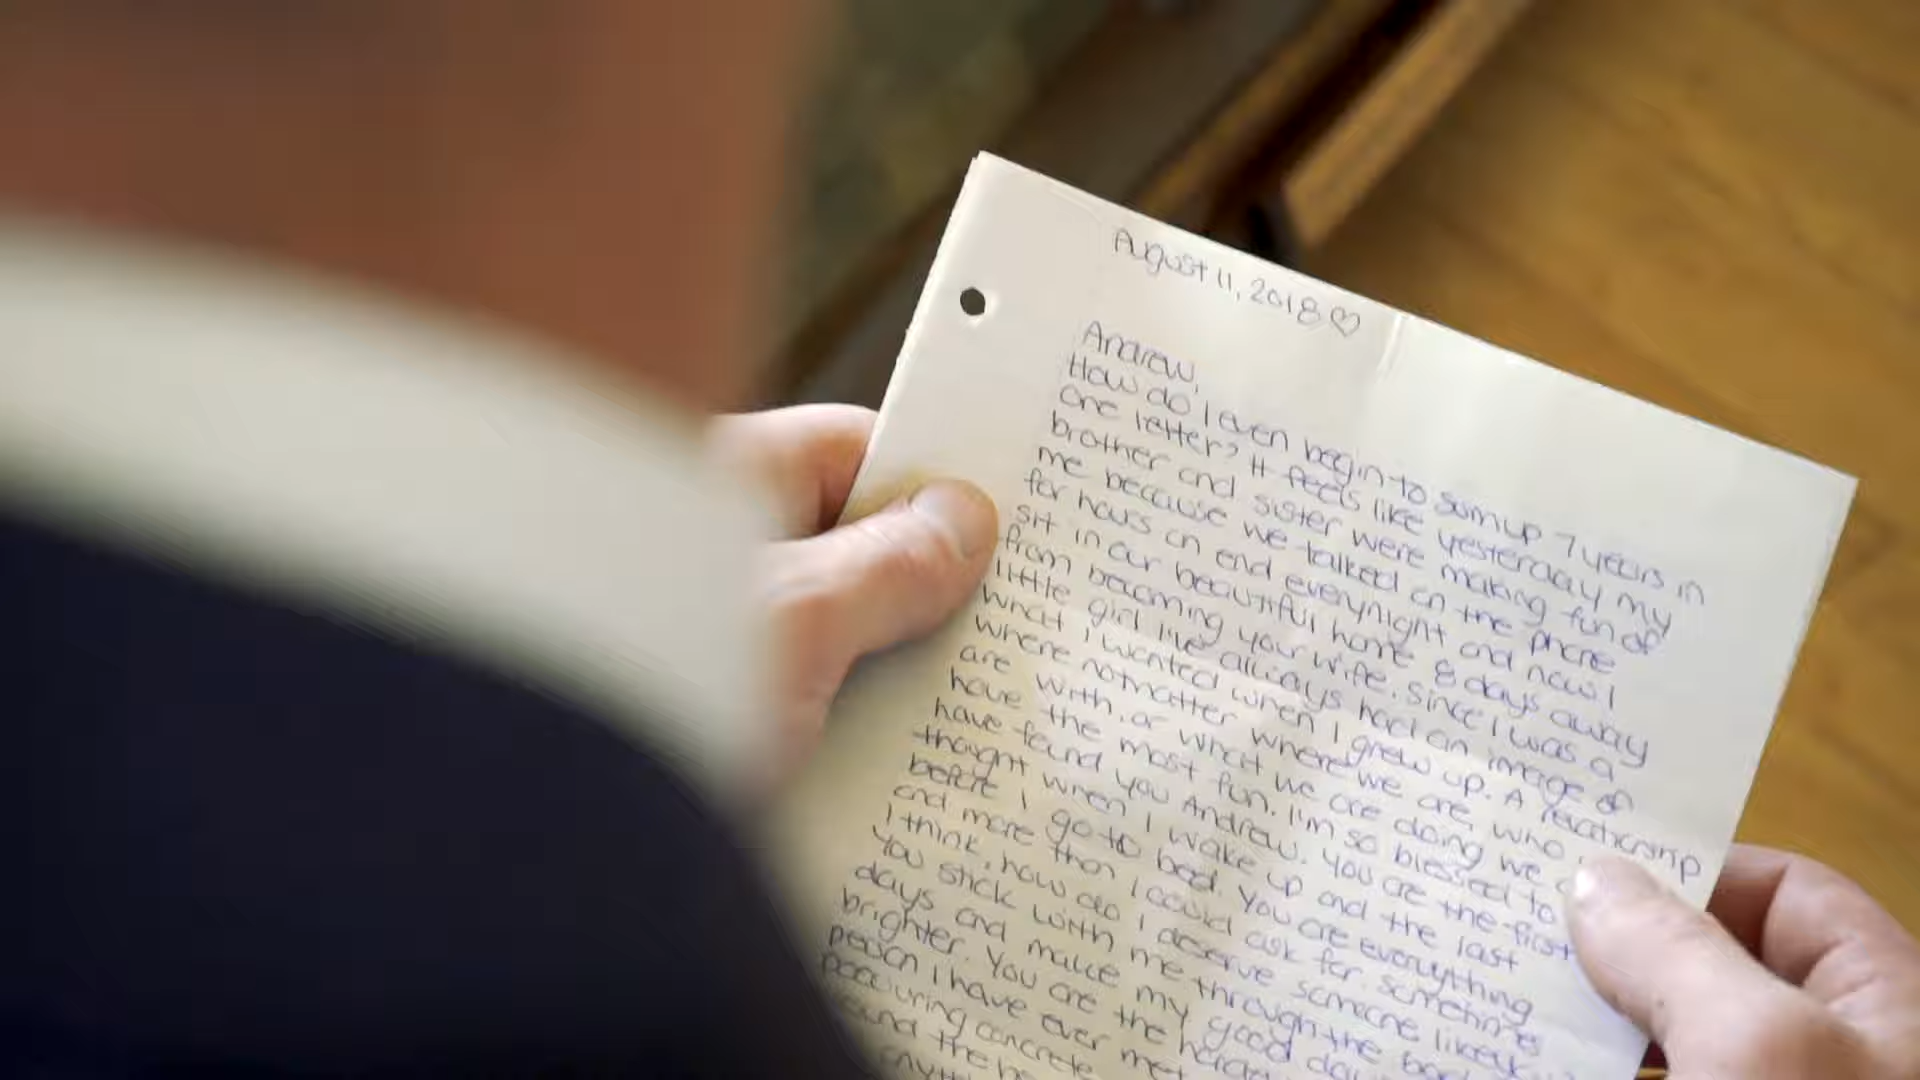 August 11, 2018 ♡
Andrew,
How do I even begin to sum up 7 years in
one letter? It feels like yesterday my
brother and sister were making fun of
me because we talked on the phone
for hours on end everynight and now I
sit in our beautiful home 8 days away
from becoming your wife. Since I was a
little girl I've always had an image of
what I wanted when I grew up. A relationship
where no matter where we are, who
are with, or what we are doing we
have the most fun. I'm so blessed to
have found you Andrew. You are the first
thought when I wake up and the last
before I go to bed. You are everything
and more than I could ask for. Sometimes
I think, how do I deserve someone like
You stick with me through the bad
days and make my good
brighter. You are the
person I have ever met
pouring concrete
the